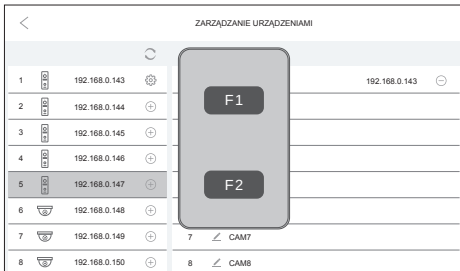 ZARZĄDZANIE URZĄDZENIAMI
1 192.168.0.143 192.168.0.143
2 192.168.0.144
F1
3 192.168.0.145
4 192.168.0.146
5 192.168.0.147
F2
6 192.168.0.148
7 192.168.0.149 7 CAM7
8 192.168.0.150 8 CAM8